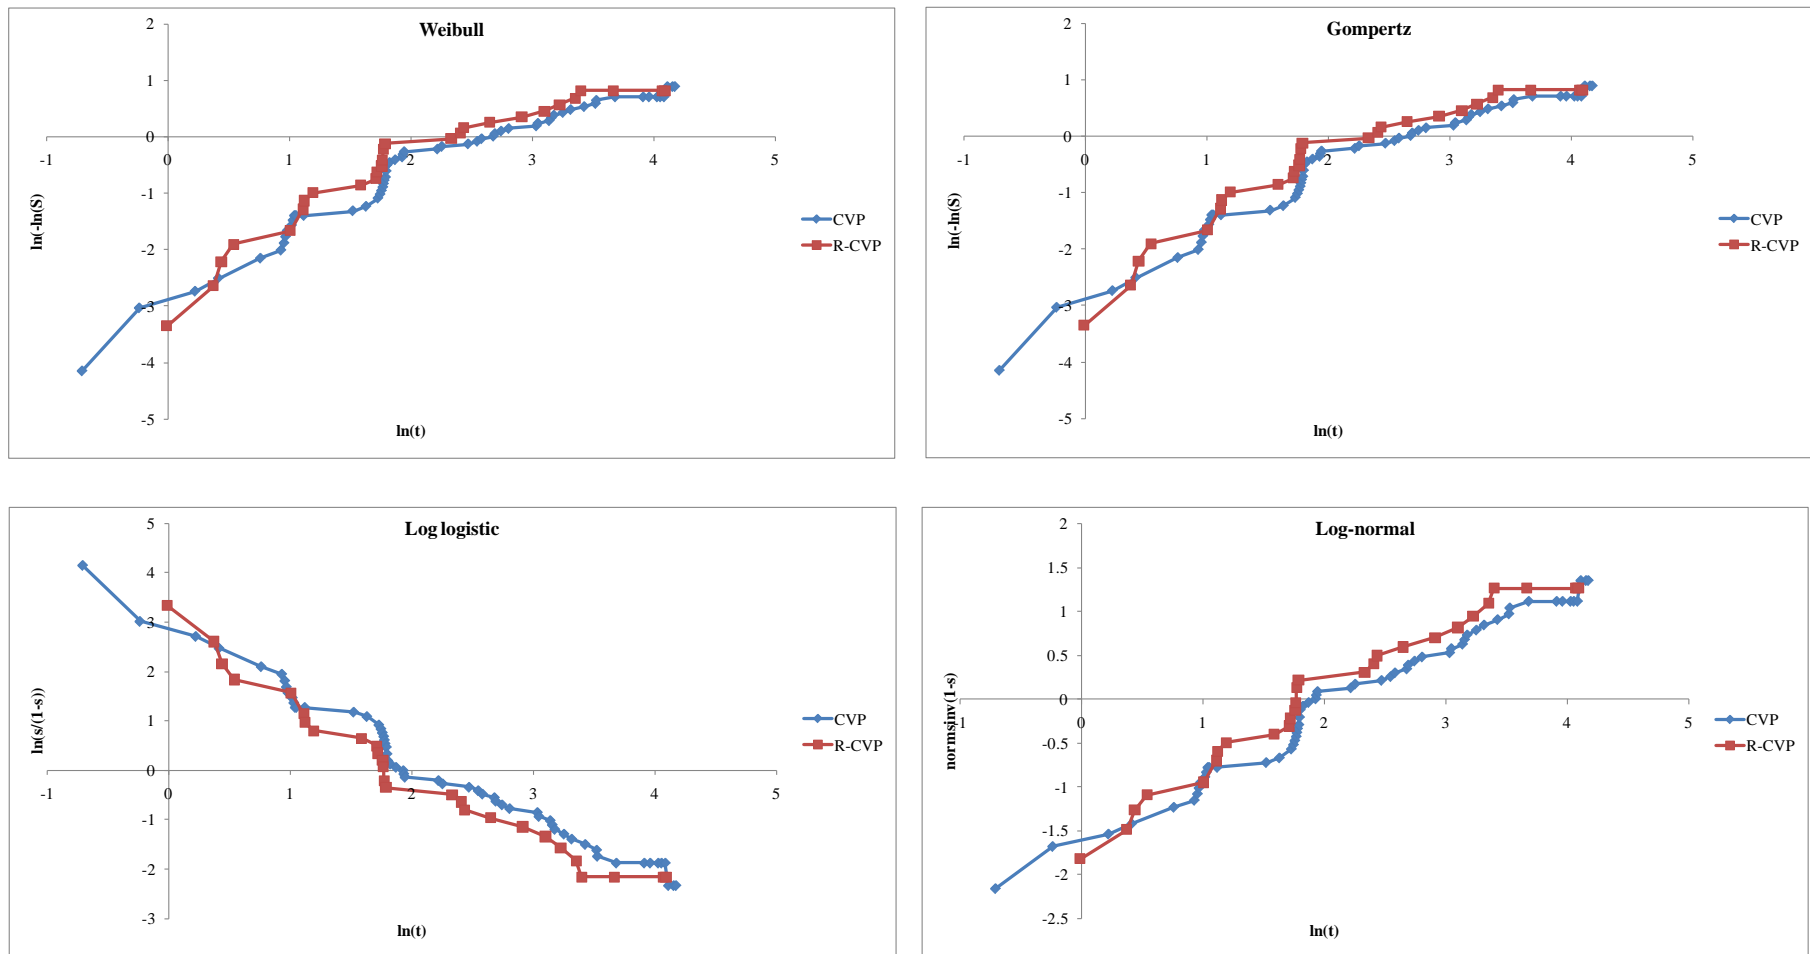 Weibull
2
1
0
-1
-2
-3
-4
-5
-1 0 1 2 3 4 5
ln(-ln(S)
ln(t)
CVP
R-CVP
Gompertz
2
1
0
-1
-2
-3
-4
-5
-1 0 1 2 3 4 5
ln(-ln(S)
ln(t)
CVP
R-CVP
Log logistic
5
4
3
2
1
0
-1
-2
-3
-1 0 1 2 3 4 5
ln(s/(1-s))
ln(t)
CVP
R-CVP
Log-normal
2
1.5
1
0.5
0
-0.5
-1
-1.5
-2
-2.5
-1 0 1 2 3 4 5
normsinv(1-s)
ln(t)
CVP
R-CVP